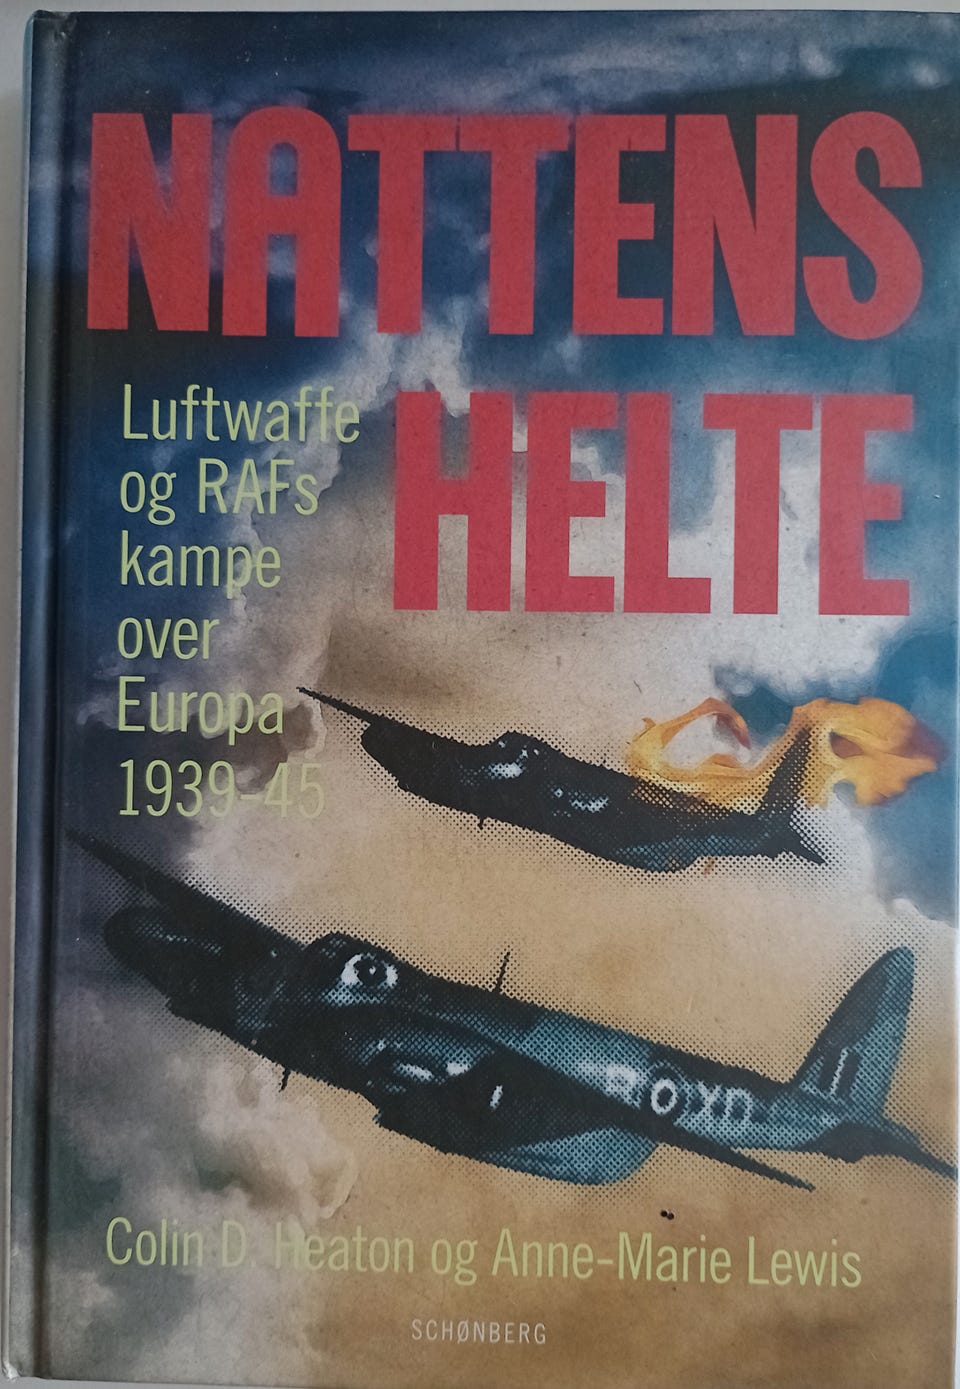 NATTENS
HELTE
Luftwaffe
og RAFs
kampe
over
Europa
1939-45
Colin D. Heaton og Anne-Marie Lewis
SCHØNBERG